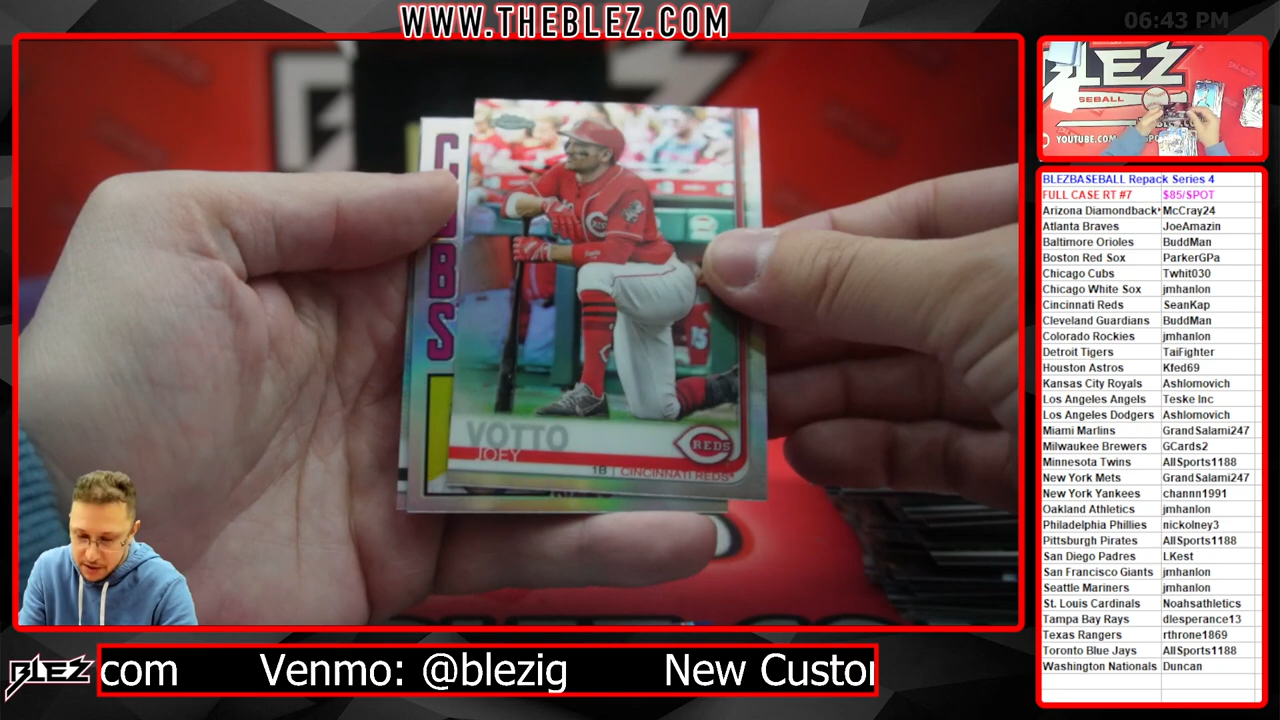 WWW.THEBLEZ.COM
06:43 PM
BLEZ
YOUTUBE.COM
CUBS
VOTTO
JOEY
REDS
1B | CINCINNATI REDS
REDS
BLEZBASEBALL Repack Series 4
FULL CASE RT #7 $85/SPOT
Arizona Diamondback McCray24
Atlanta Braves JoeAmazin
Baltimore Orioles BuddMan
Boston Red Sox ParkerGPa
Chicago Cubs Twhit030
Chicago White Sox jmhanlon
Cincinnati Reds SeanKap
Cleveland Guardians BuddMan
Colorado Rockies jmhanlon
Detroit Tigers TaiFighter
Houston Astros Kfed69
Kansas City Royals Ashlomovich
Los Angeles Angels Teske Inc
Los Angeles Dodgers Ashlomovich
Miami Marlins GrandSalami247
Milwaukee Brewers GCards2
Minnesota Twins AllSports1188
New York Mets GrandSalami247
New York Yankees channn1991
Oakland Athletics jmhanlon
Philadelphia Phillies nickolney3
Pittsburgh Pirates AllSports1188
San Diego Padres LKest
San Francisco Giants jmhanlon
Seattle Mariners jmhanlon
St. Louis Cardinals Noahsathletics
Tampa Bay Rays dlesperance13
Texas Rangers rthrone1869
Toronto Blue Jays AllSports1188
Washington Nationals Duncan
BLEZ
com Venmo: @blezig New Custor